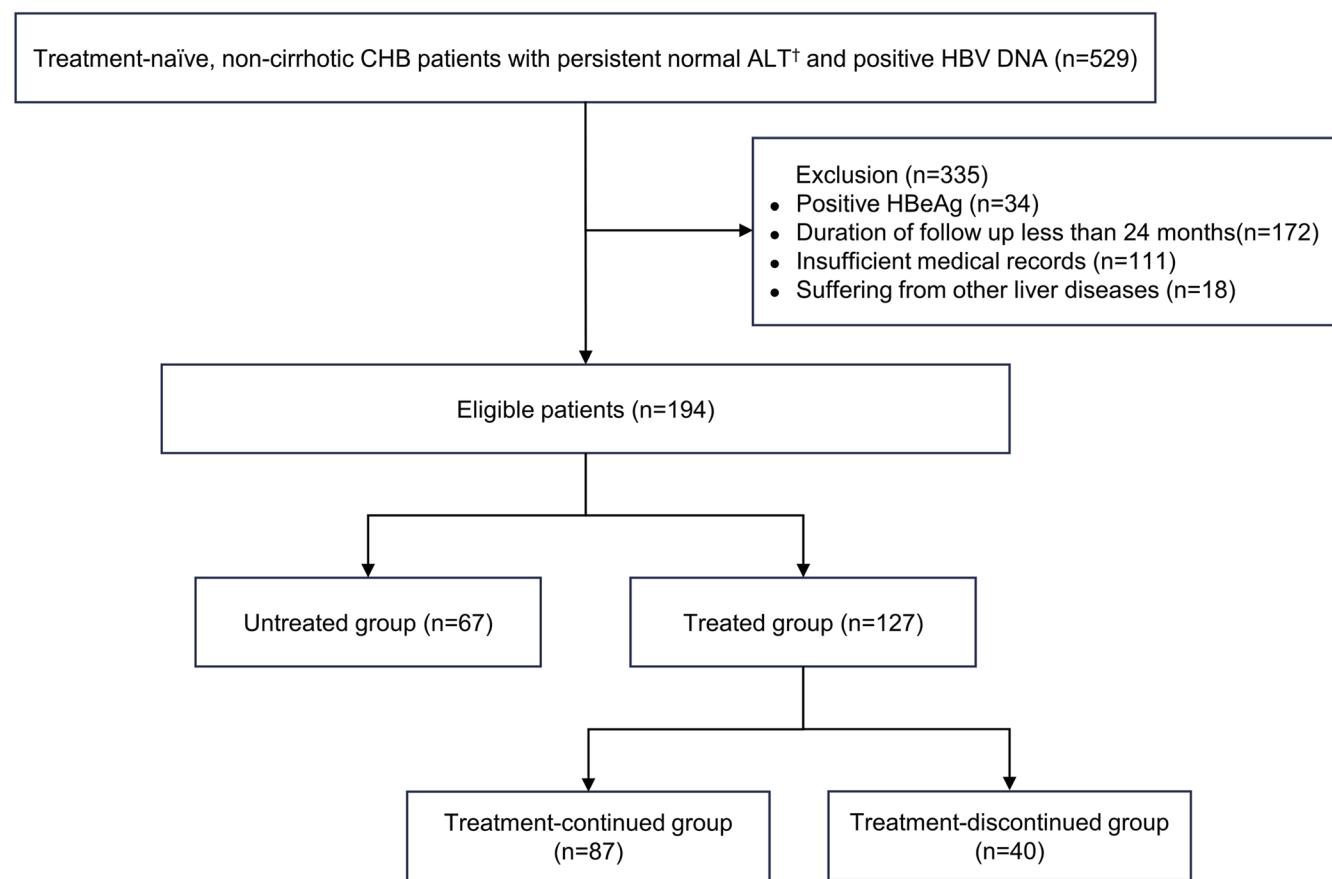 Treatment-naïve, non-cirrhotic CHB patients with persistent normal ALT† and positive HBV DNA (n=529)
Exclusion (n=335)
● Positive HBeAg (n=34)
● Duration of follow up less than 24 months(n=172)
● Insufficient medical records (n=111)
● Suffering from other liver diseases (n=18)
Eligible patients (n=194)
Untreated group (n=67)
Treated group (n=127)
Treatment-continued group
(n=87)
Treatment-discontinued group
(n=40)